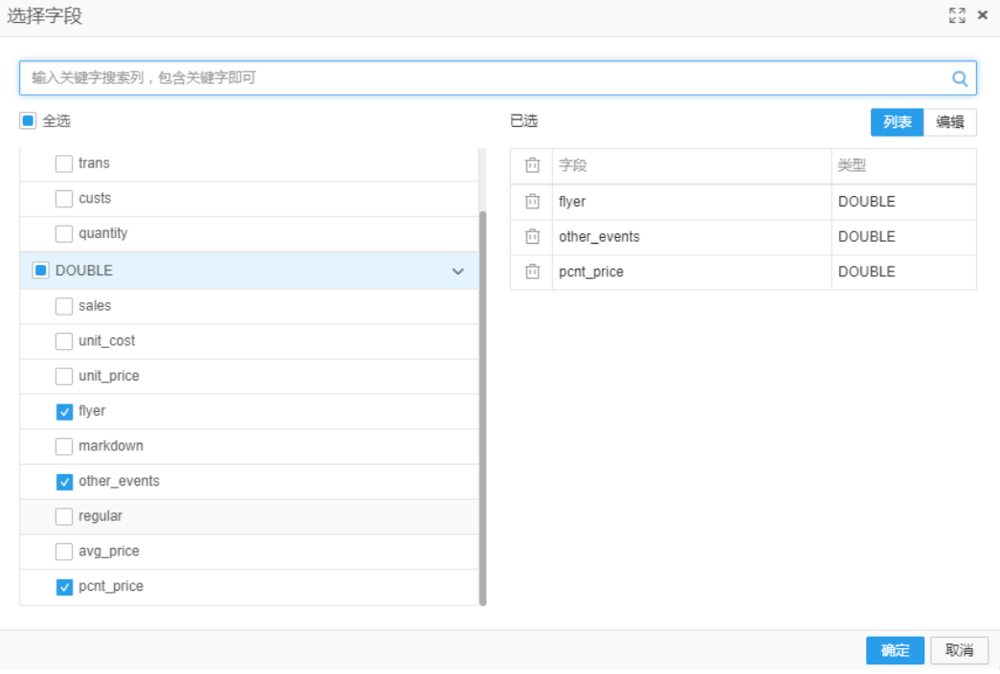 选择字段
输入关键字搜索列，包含关键字即可
全选
trans
custs
quantity
DOUBLE
sales
unit_cost
unit_price
flyer
markdown
other_events
regular
avg_price
pcnt_price
已选
列表 编辑
字段 类型
flyer DOUBLE
other_events DOUBLE
pcnt_price DOUBLE
确定 取消